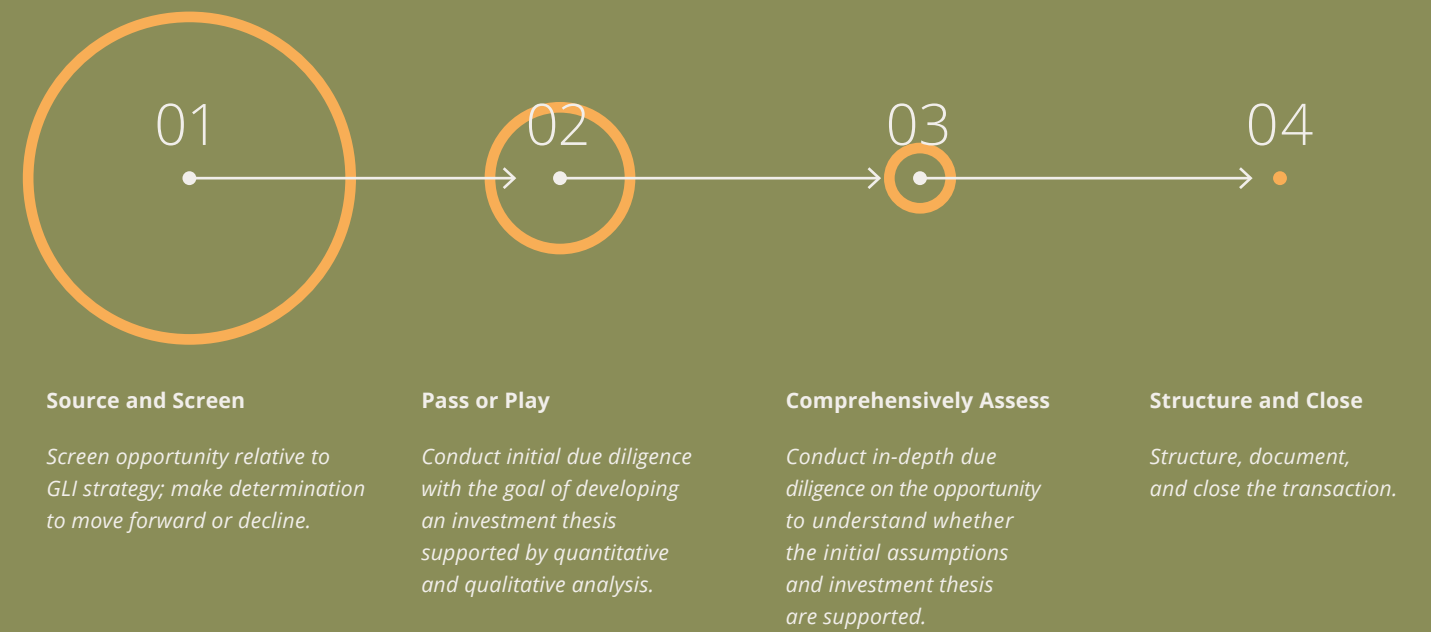 01
02
03
04
Source and Screen
Screen opportunity relative to
GLI strategy; make determination
to move forward or decline.
Pass or Play
Conduct initial due diligence
with the goal of developing
an investment thesis
supported by quantitative
and qualitative analysis.
Comprehensively Assess
Conduct in-depth due
diligence on the opportunity
to understand whether
the initial assumptions
and investment thesis
are supported.
Structure and Close
Structure, document,
and close the transaction.